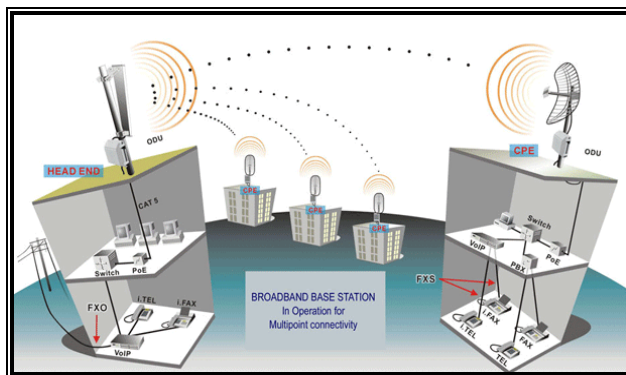 ODU
HEAD END
CAT 5
Switch
PoE
FXO
VoIP
i.TEL
i.FAX
CPE
CPE
CPE
BROADBAND BASE STATION
In Operation for
Multipoint connectivity
CPE
ODU
Switch
VoIP
PoE
PBX
FXS
i.FAX
i.TEL
FAX
TEL